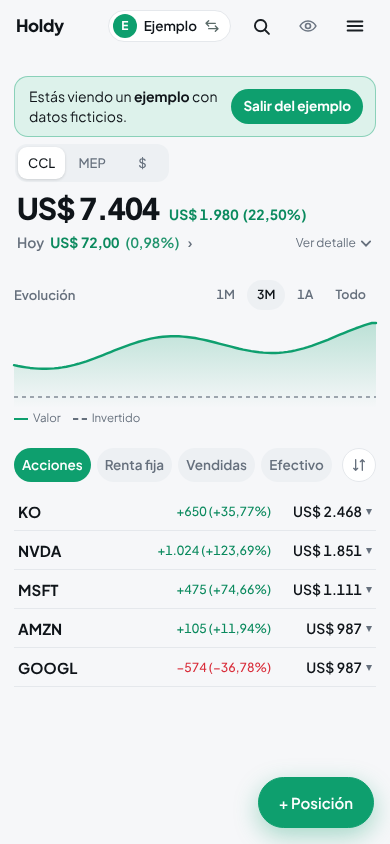 Holdy
E Ejemplo
Estás viendo un ejemplo con
datos ficticios.
Salir del ejemplo
CCL MEP $
US$ 7.404 US$ 1.980 (22,50%)
Hoy US$ 72,00 (0,98%) ›
Ver detalle
Evolución
1M 3M 1A Todo
Valor Invertido
Acciones Renta fija Vendidas Efectivo
KO +650 (+35,77%) US$ 2.468
NVDA +1.024 (+123,69%) US$ 1.851
MSFT +475 (+74,66%) US$ 1.111
AMZN +105 (+11,94%) US$ 987
GOOGL −574 (−36,78%) US$ 987
+ Posición